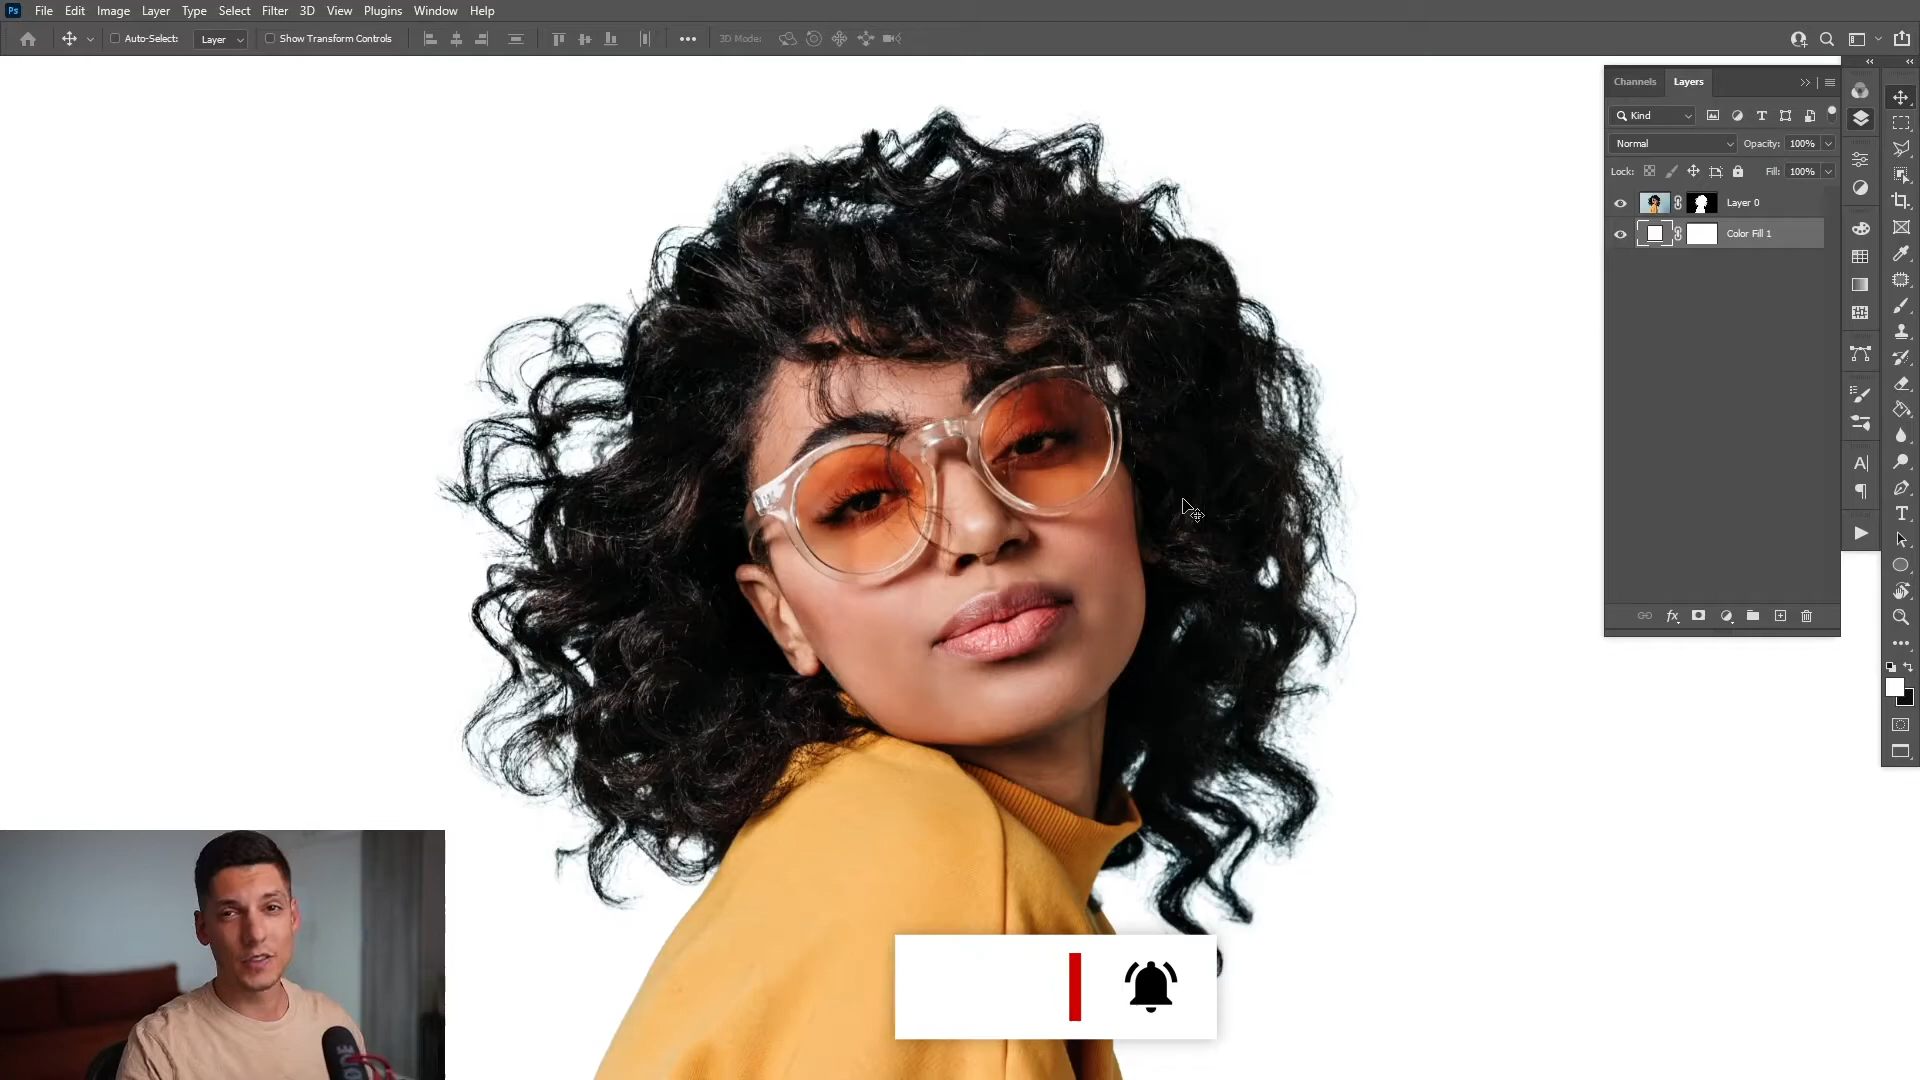 Ps File Edit Image Layer Type Select Filter 3D View Plugins Window Help
Auto-Select: Layer Show Transform Controls 3D Mode:
Channels Layers
Kind
Normal Opacity: 100%
Lock: Fill: 100%
Layer 0
Color Fill 1